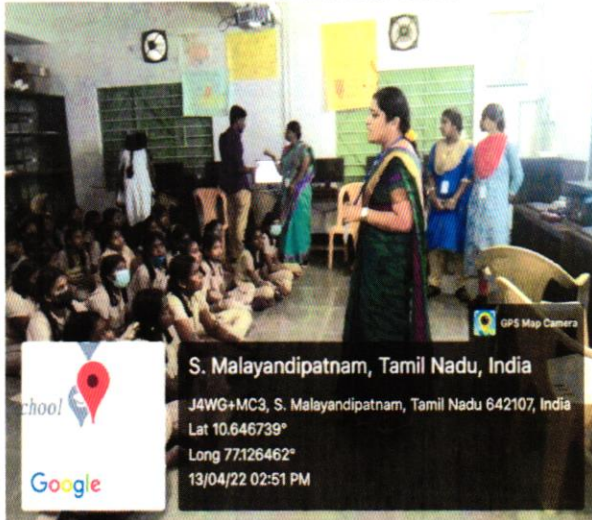 GPS Map Camera
S. Malayandipatnam, Tamil Nadu, India
chool
J4WG+MC3, S. Malayandipatnam, Tamil Nadu 642107, India
Lat 10.646739°
Long 77.126462°
Google
13/04/22 02:51 PM